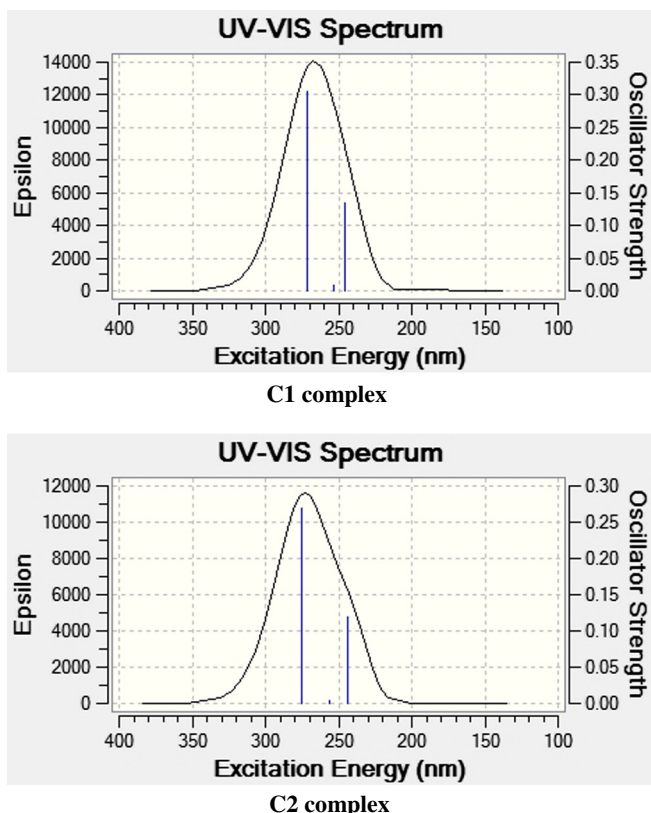 UV-VIS Spectrum
14000
12000
10000
8000
6000
4000
2000
0
Epsilon
0.35
0.30
0.25
0.20
0.15
0.10
0.05
0.00
Oscillator Strength
400 350 300 250 200 150 100
Excitation Energy (nm)
C1 complex
UV-VIS Spectrum
12000
10000
8000
6000
4000
2000
0
Epsilon
0.30
0.25
0.20
0.15
0.10
0.05
0.00
Oscillator Strength
400 350 300 250 200 150 100
Excitation Energy (nm)
C2 complex